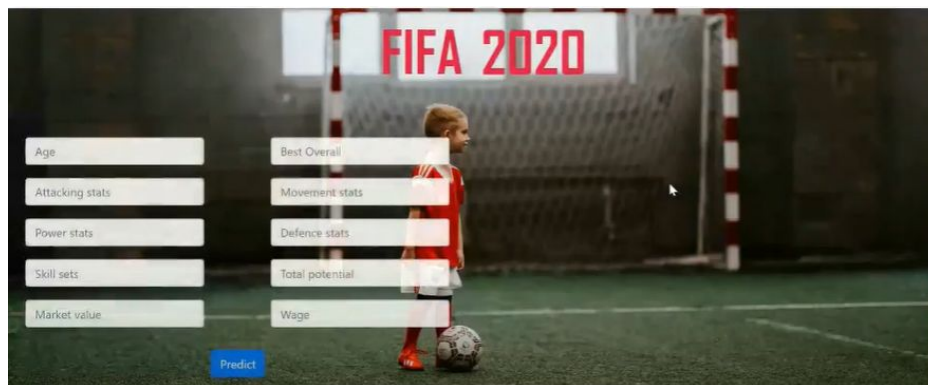 FIFA 2020
Age
Best Overall
Attacking stats
Movement stats
Power stats
Defence stats
Skill sets
Total potential
Market value
Wage
Predict